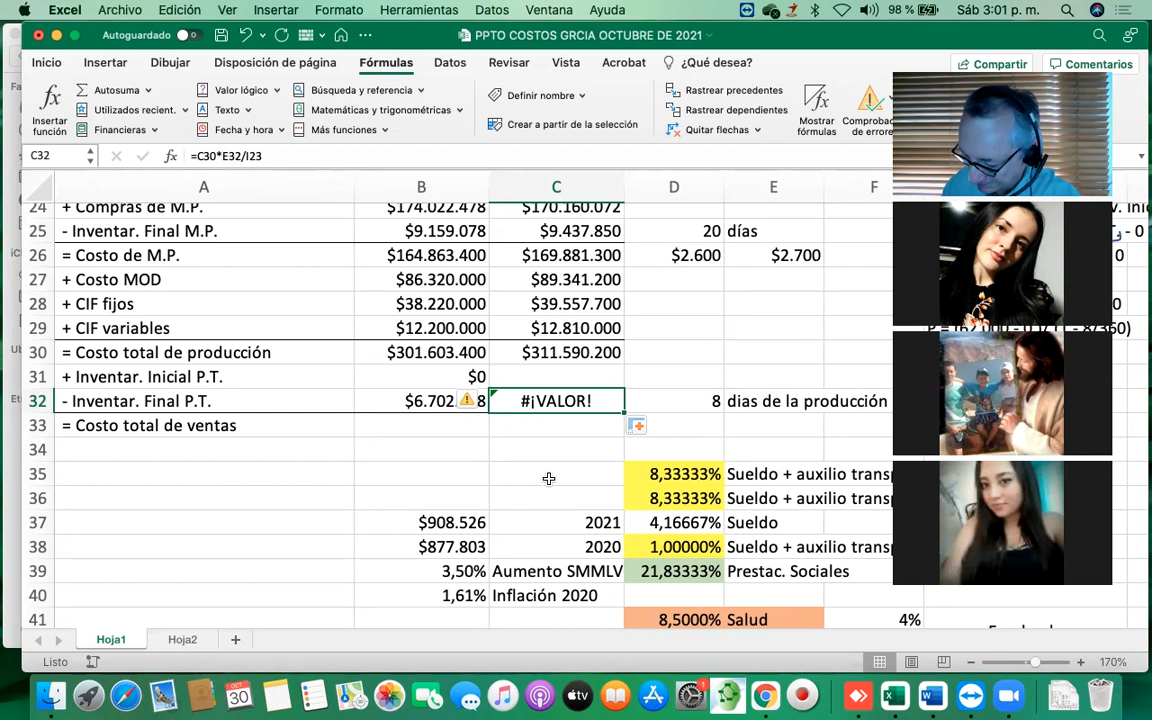 Excel Archivo Edición Ver Insertar Formato Herramientas Datos Ventana Ayuda 98 % Sáb 3:01 p. m.
Autoguardado PPTO COSTOS GRCIA OCTUBRE DE 2021
Inicio Insertar Dibujar Disposición de página Fórmulas Datos Revisar Vista Acrobat ¿Qué desea? Compartir Comentarios
Insertar función
Autosuma
Utilizados recient.
Financieras
Valor lógico
Texto
Fecha y hora
Búsqueda y referencia
Matemáticas y trigonométricas
Más funciones
Definir nombre
Crear a partir de la selección
Rastrear precedentes
Rastrear dependientes
Quitar flechas
Mostrar fórmulas
Comprobac de errore
C32 fx =C30*E32/I23
A B C D E F
24 + Compras de M.P. $174.022.478 $170.160.072
25 - Inventar. Final M.P. $9.159.078 $9.437.850 20 días
26 = Costo de M.P. $164.863.400 $169.881.300 $2.600 $2.700
27 + Costo MOD $86.320.000 $89.341.200
28 + CIF fijos $38.220.000 $39.557.700
29 + CIF variables $12.200.000 $12.810.000
30 = Costo total de producción $301.603.400 $311.590.200
31 + Inventar. Inicial P.T. $0
32 - Inventar. Final P.T. $6.702. 8 #¡VALOR! 8 dias de la producción
33 = Costo total de ventas
34
35 8,33333% Sueldo + auxilio transp
36 8,33333% Sueldo + auxilio transp
37 $908.526 2021 4,16667% Sueldo
38 $877.803 2020 1,00000% Sueldo + auxilio transp
39 3,50% Aumento SMMLV 21,83333% Prestac. Sociales
40 1,61% Inflación 2020
41 8,5000% Salud 4%
Hoja1 Hoja2 +
Listo 170%
OCT
30
tv